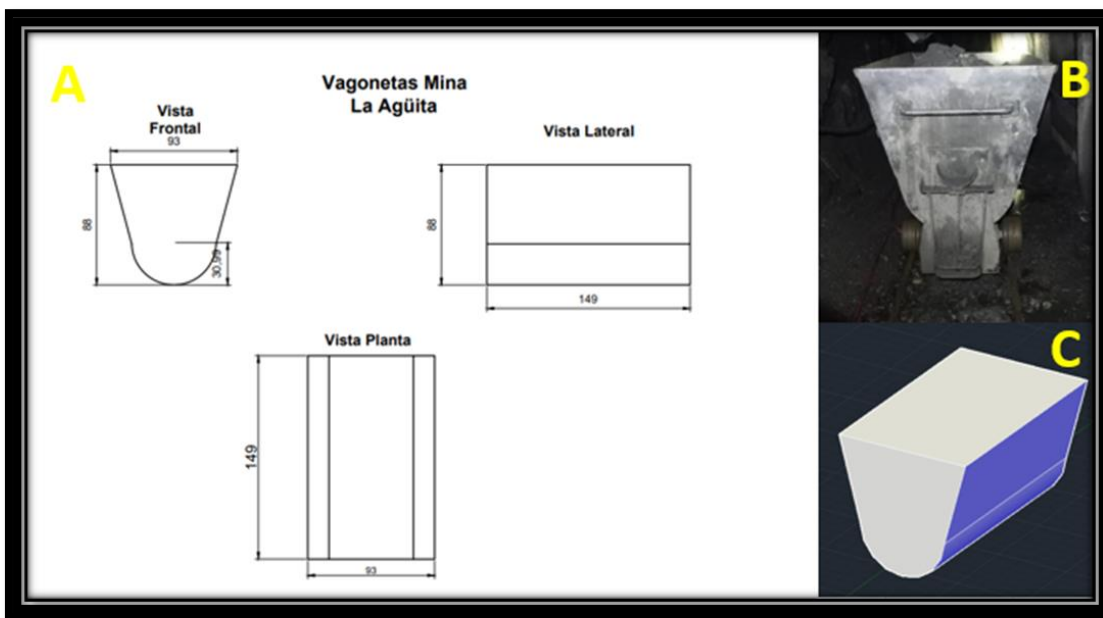 A
Vagonetas Mina
La Agüita
Vista
Frontal
93
88
30,99
Vista Lateral
88
149
Vista Planta
149
93
B
C